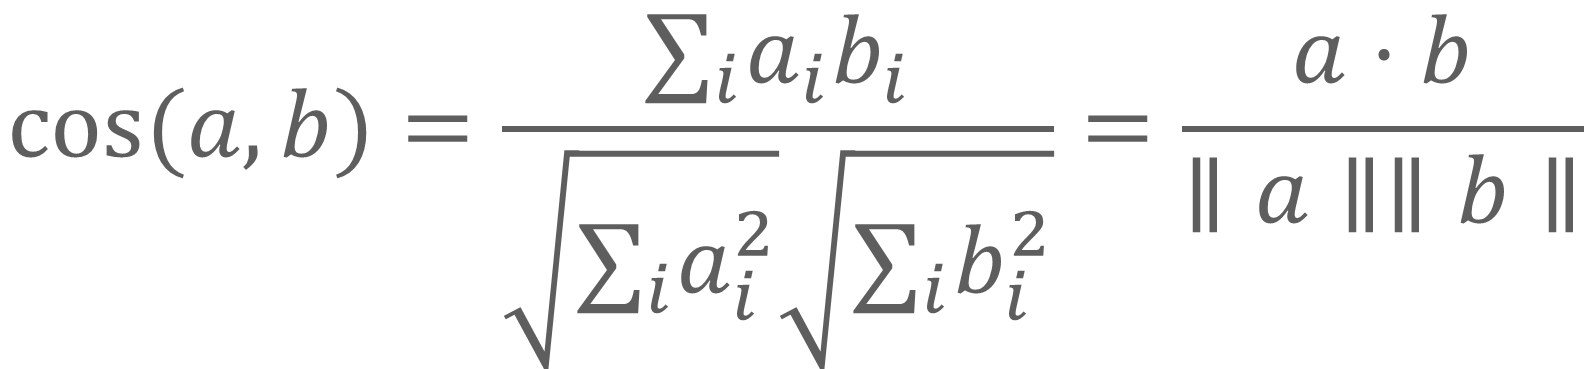 cos(a, b) = ∑ᵢaᵢbᵢ / √(∑ᵢaᵢ²) √(∑ᵢbᵢ²) = a · b / ‖ a ‖‖ b ‖